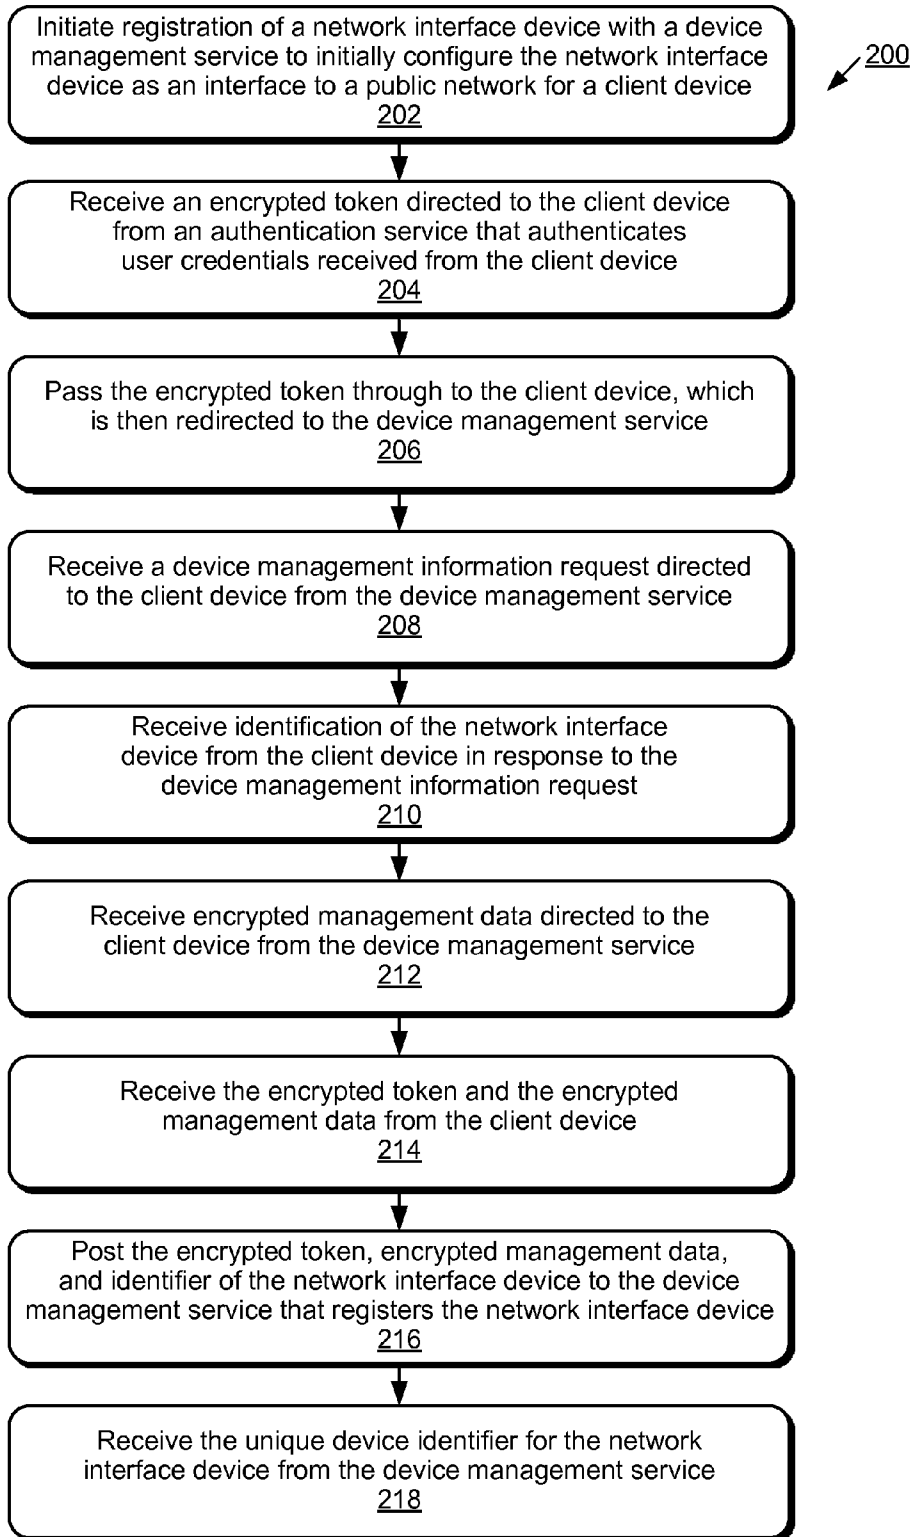 Initiate registration of a network interface device with a device
management service to initially configure the network interface
device as an interface to a public network for a client device
202
200
Receive an encrypted token directed to the client device
from an authentication service that authenticates
user credentials received from the client device
204
Pass the encrypted token through to the client device, which
is then redirected to the device management service
206
Receive a device management information request directed
to the client device from the device management service
208
Receive identification of the network interface
device from the client device in response to the
device management information request
210
Receive encrypted management data directed to the
client device from the device management service
212
Receive the encrypted token and the encrypted
management data from the client device
214
Post the encrypted token, encrypted management data,
and identifier of the network interface device to the device
management service that registers the network interface device
216
Receive the unique device identifier for the network
interface device from the device management service
218